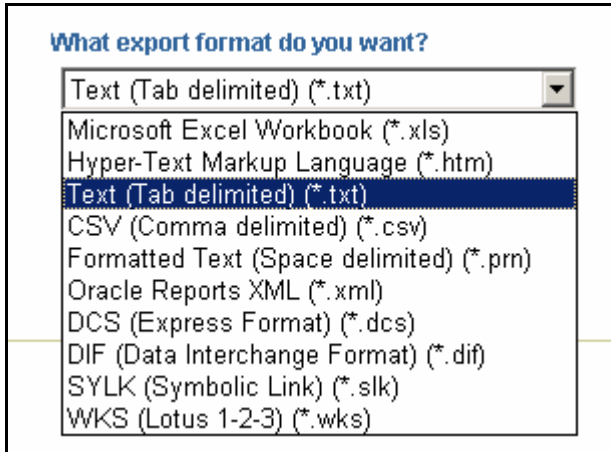 What export format do you want?
Text (Tab delimited) (*.txt)
Microsoft Excel Workbook (*.xls)
Hyper-Text Markup Language (*.htm)
Text (Tab delimited) (*.txt)
CSV (Comma delimited) (*.csv)
Formatted Text (Space delimited) (*.prn)
Oracle Reports XML (*.xml)
DCS (Express Format) (*.dcs)
DIF (Data Interchange Format) (*.dif)
SYLK (Symbolic Link) (*.slk)
WKS (Lotus 1-2-3) (*.wks)